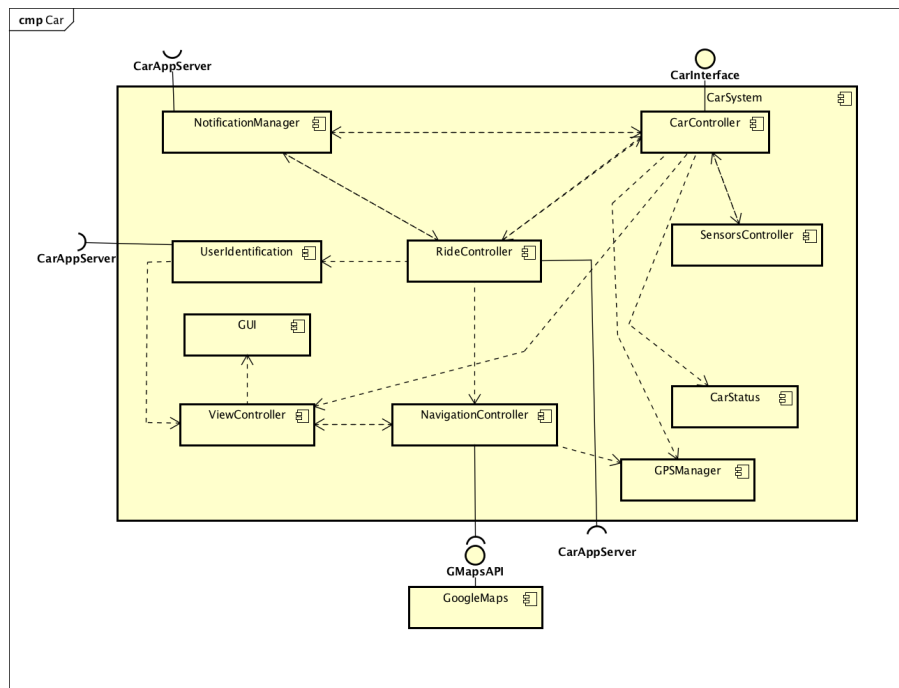 cmp Car
CarAppServer
CarInterface
CarSystem
NotificationManager
CarController
SensorsController
CarAppServer
UserIdentification
RideController
GUI
CarStatus
ViewController
NavigationController
GPSManager
CarAppServer
GMapsAPI
GoogleMaps